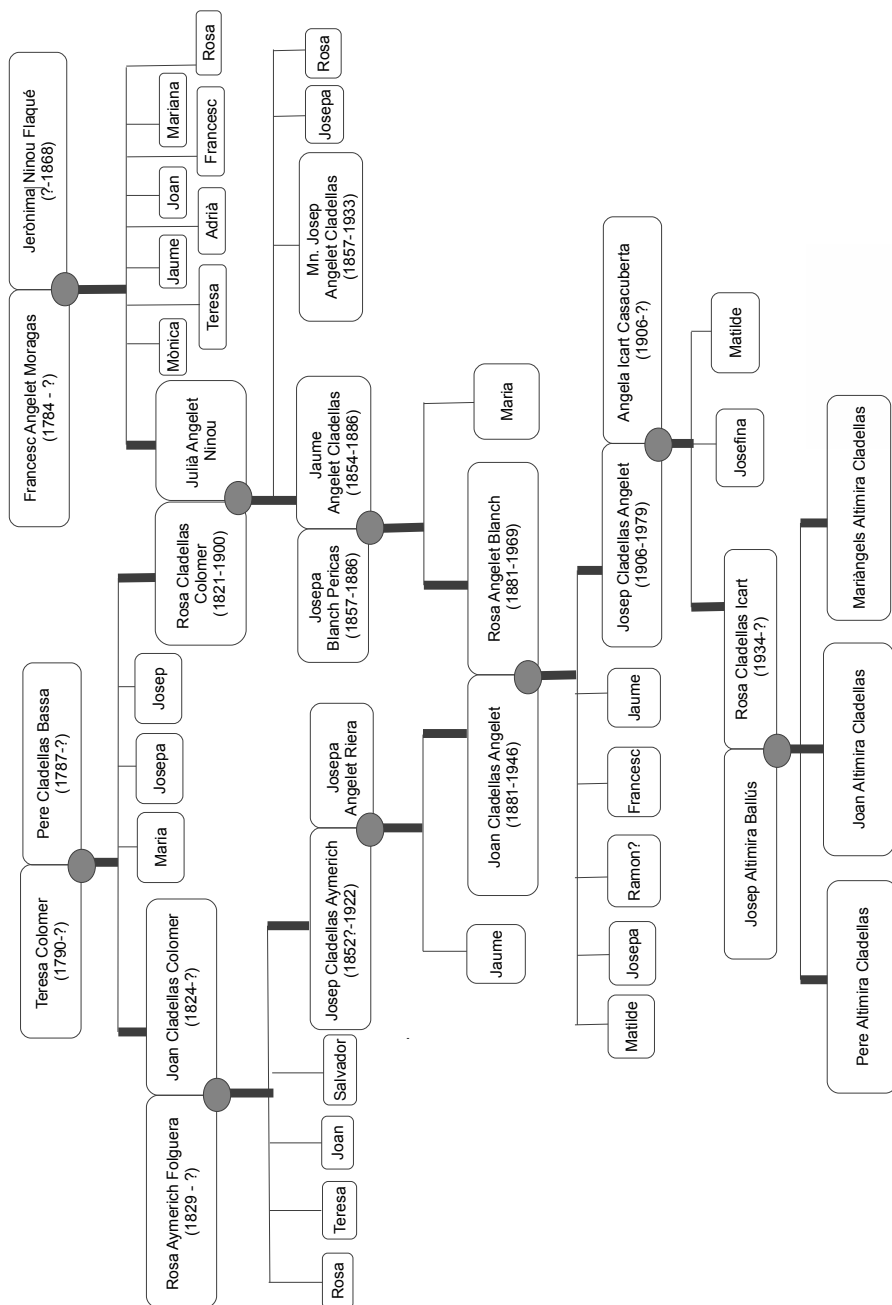 Teresa Colomer
(1790-?)
Pere Cladellas Bassa
(1787-?)
Francesc Angelet Moragas
(1784 - ?)
Jerònima Ninou Flaqué
(?-1868)
Rosa Aymerich Folguera
(1829 - ?)
Joan Cladellas Colomer
(1824-?)
Maria
Josepa
Josep
Rosa Cladellas
Colomer
(1821-1900)
Julià Angelet
Ninou
Mònica
Teresa
Jaume
Adrià
Joan
Francesc
Mariana
Rosa
Rosa
Teresa
Joan
Salvador
Josep Cladellas Aymerich
(1852?-1922)
Josepa
Angelet Riera
Josepa
Blanch Pericas
(1857-1886)
Jaume
Angelet Cladellas
(1854-1886)
Mn. Josep
Angelet Cladellas
(1857-1933)
Josepa
Rosa
Jaume
Joan Cladellas Angelet
(1881-1946)
Rosa Angelet Blanch
(1881-1969)
Maria
Matilde
Josepa
Ramon?
Francesc
Jaume
Josep Cladellas Angelet
(1906-1979)
Angela Icart Casacuberta
(1906-?)
Josep Altimira Ballús
Rosa Cladellas Icart
(1934-?)
Josefina
Matilde
Pere Altimira Cladellas
Joan Altimira Cladellas
Mariàngels Altimira Cladellas